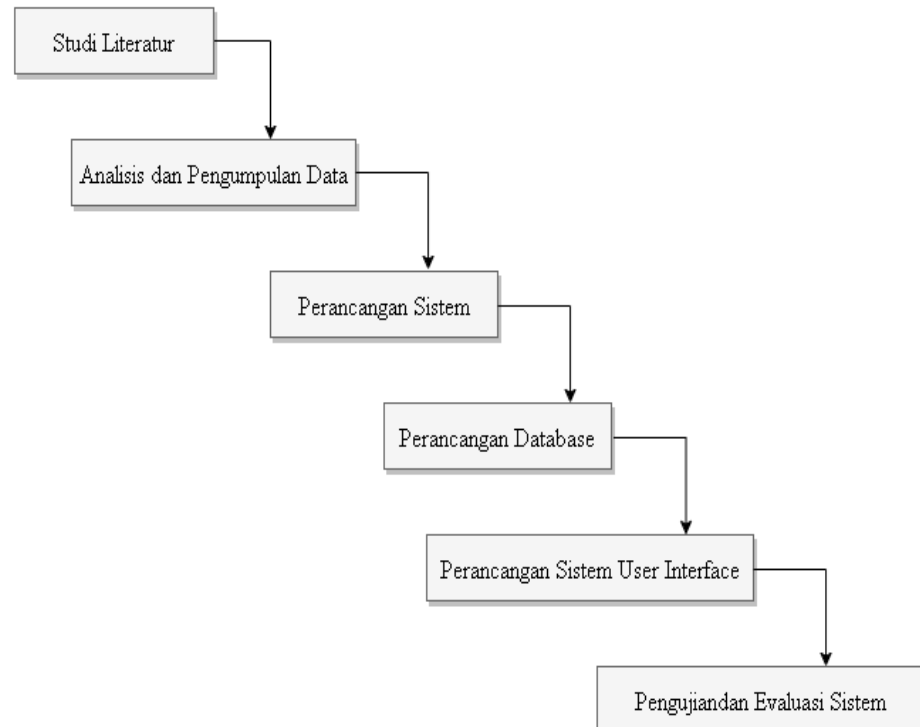 Studi Literatur
Analisis dan Pengumpulan Data
Perancangan Sistem
Perancangan Database
Perancangan Sistem User Interface
Pengujiandan Evaluasi Sistem